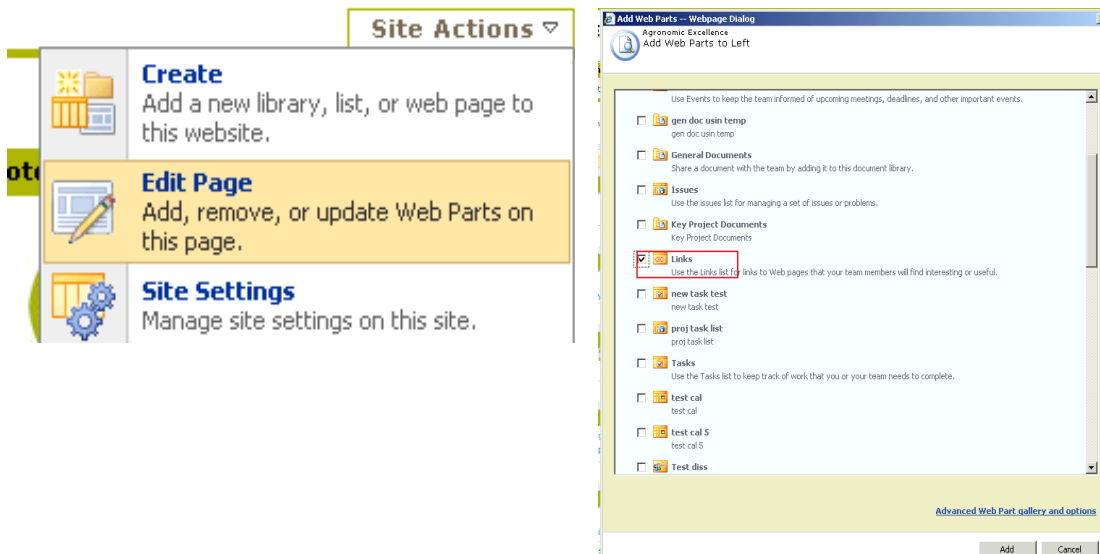 Site Actions
Create
Add a new library, list, or web page to
this website.
Edit Page
Add, remove, or update Web Parts on
this page.
Site Settings
Manage site settings on this site.
Add Web Parts -- Webpage Dialog
Agronomic Excellence
Add Web Parts to Left
Use Events to keep the team informed of upcoming meetings, deadlines, and other important events.
gen doc usin temp
gen doc usin temp
General Documents
Share a document with the team by adding it to this document library.
Issues
Use the issues list for managing a set of issues or problems.
Key Project Documents
Key Project Documents
Links
Use the Links list for links to Web pages that your team members will find interesting or useful.
new task test
new task test
proj task list
proj task list
Tasks
Use the Tasks list to keep track of work that you or your team needs to complete.
test cal
test cal
test cal 5
test cal 5
Test diss
Advanced Web Part gallery and options
Add Cancel